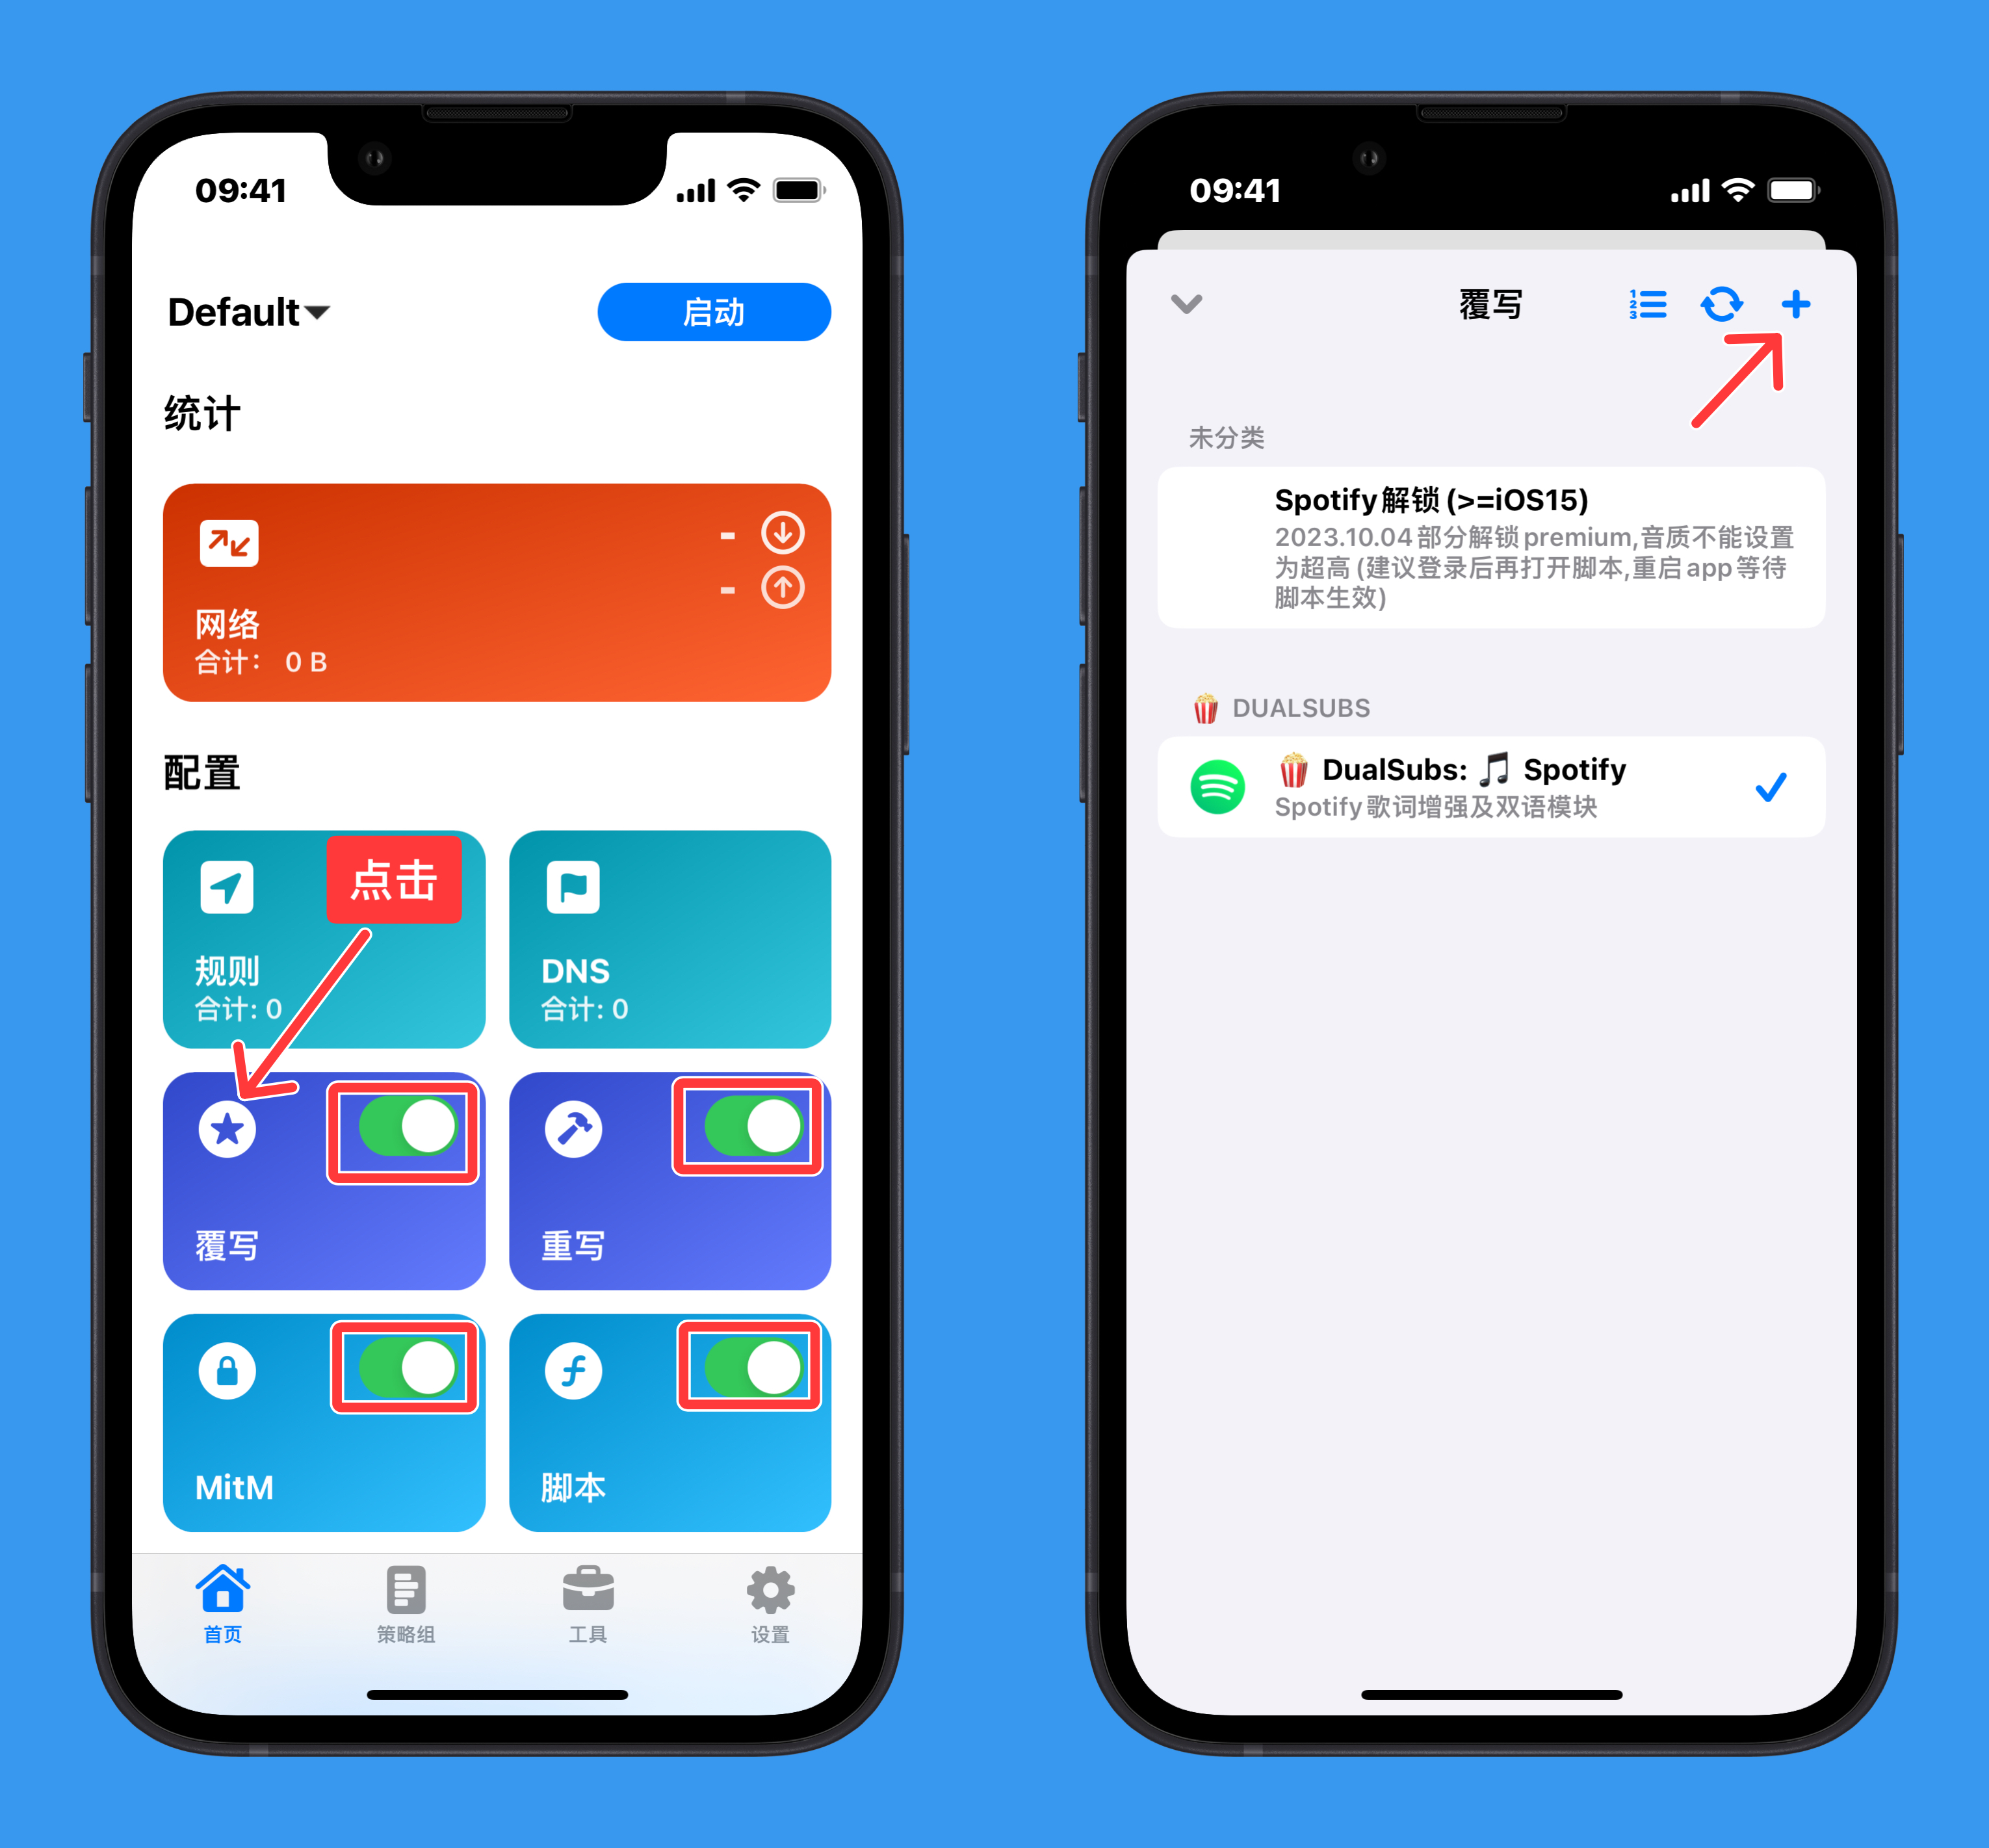 09:41
Default
启动
统计
网络
合计： 0 B
配置
点击
规则
合计: 0
DNS
合计: 0
覆写
重写
MitM
脚本
首页
策略组
工具
设置
09:41
覆写
未分类
Spotify解锁(>=iOS15)
2023.10.04部分解锁premium,音质不能设置
为超高(建议登录后再打开脚本,重启app等待
脚本生效)
🍿 DUALSUBS
🍿 DualSubs: 🎵 Spotify
Spotify歌词增强及双语模块